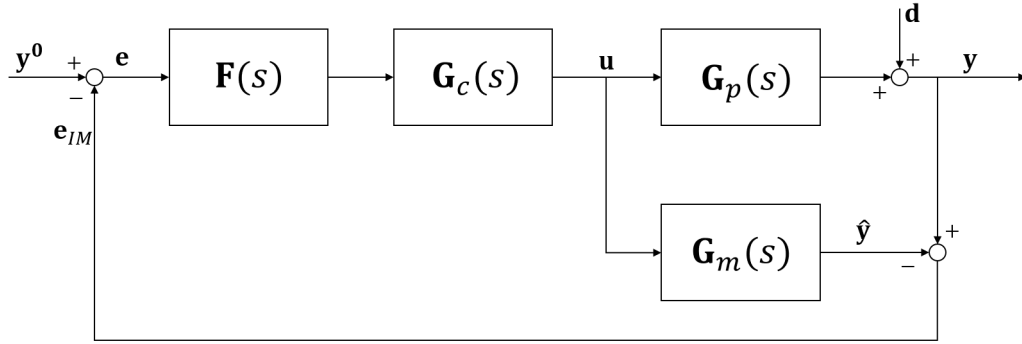 d
y⁰
+
e
F(s)
G_c(s)
u
G_p(s)
+
+
y
−
e_IM
G_m(s)
ŷ
+
−